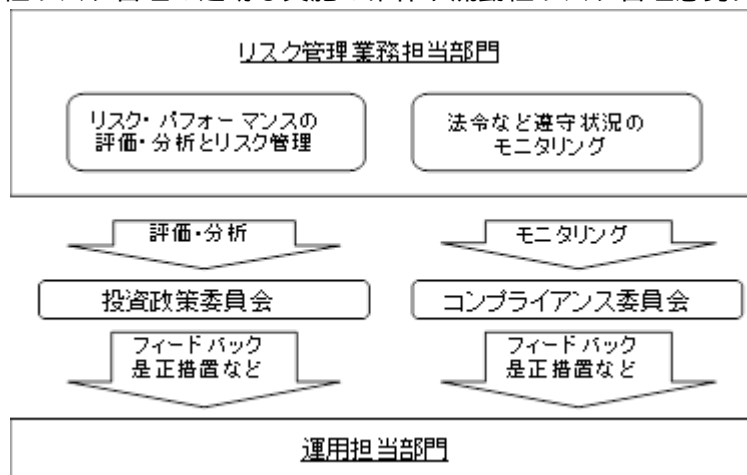 リスク管理業務担当部門
リスク・パフォーマンスの
評価・分析とリスク管理
法令など遵守状況の
モニタリング
評価・分析
モニタリング
投資政策委員会
コンプライアンス委員会
フィードバック
是正措置など
フィードバック
是正措置など
運用担当部門